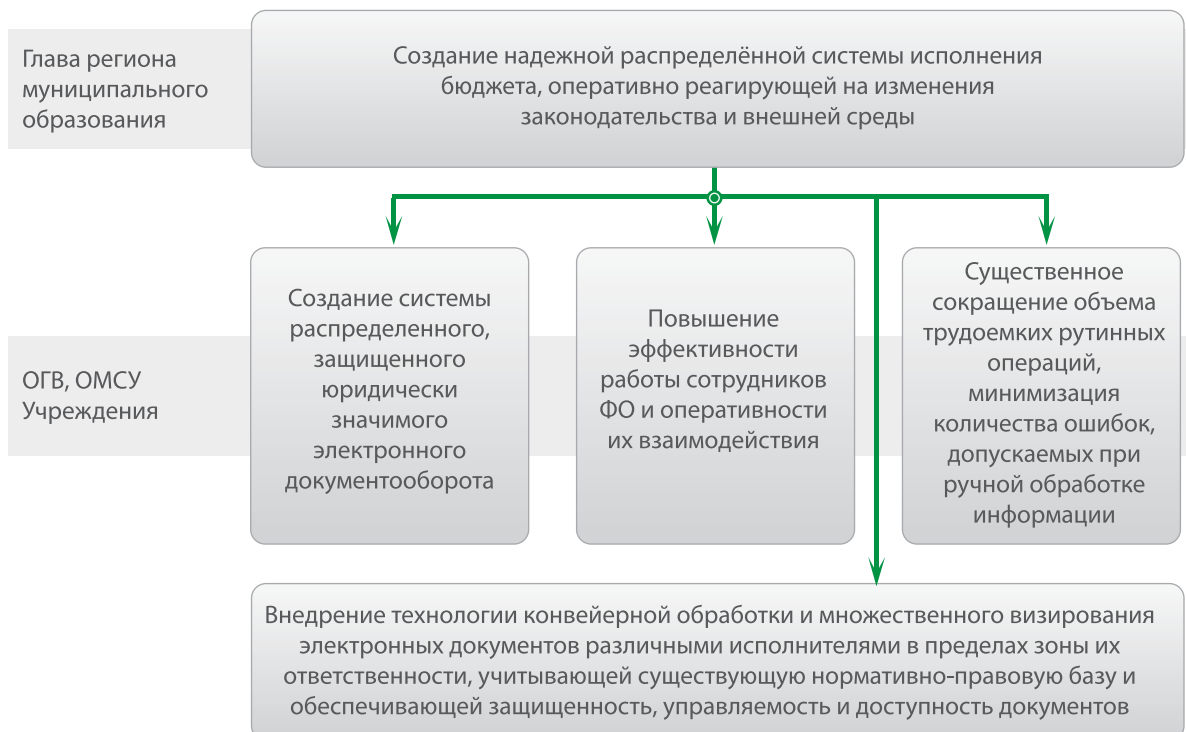 Глава региона
муниципального
образования
Создание надежной распределённой системы исполнения
бюджета, оперативно реагирующей на изменения
законодательства и внешней среды
ОГВ, ОМСУ
Учреждения
Создание системы
распределенного,
защищенного
юридически
значимого
электронного
документооборота
Повышение
эффективности
работы сотрудников
ФО и оперативности
их взаимодействия
Существенное
сокращение объема
трудоемких рутинных
операций,
минимизация
количества ошибок,
допускаемых при
ручной обработке
информации
Внедрение технологии конвейерной обработки и множественного визирования
электронных документов различными исполнителями в пределах зоны их
ответственности, учитывающей существующую нормативно-правовую базу и
обеспечивающей защищенность, управляемость и доступность документов